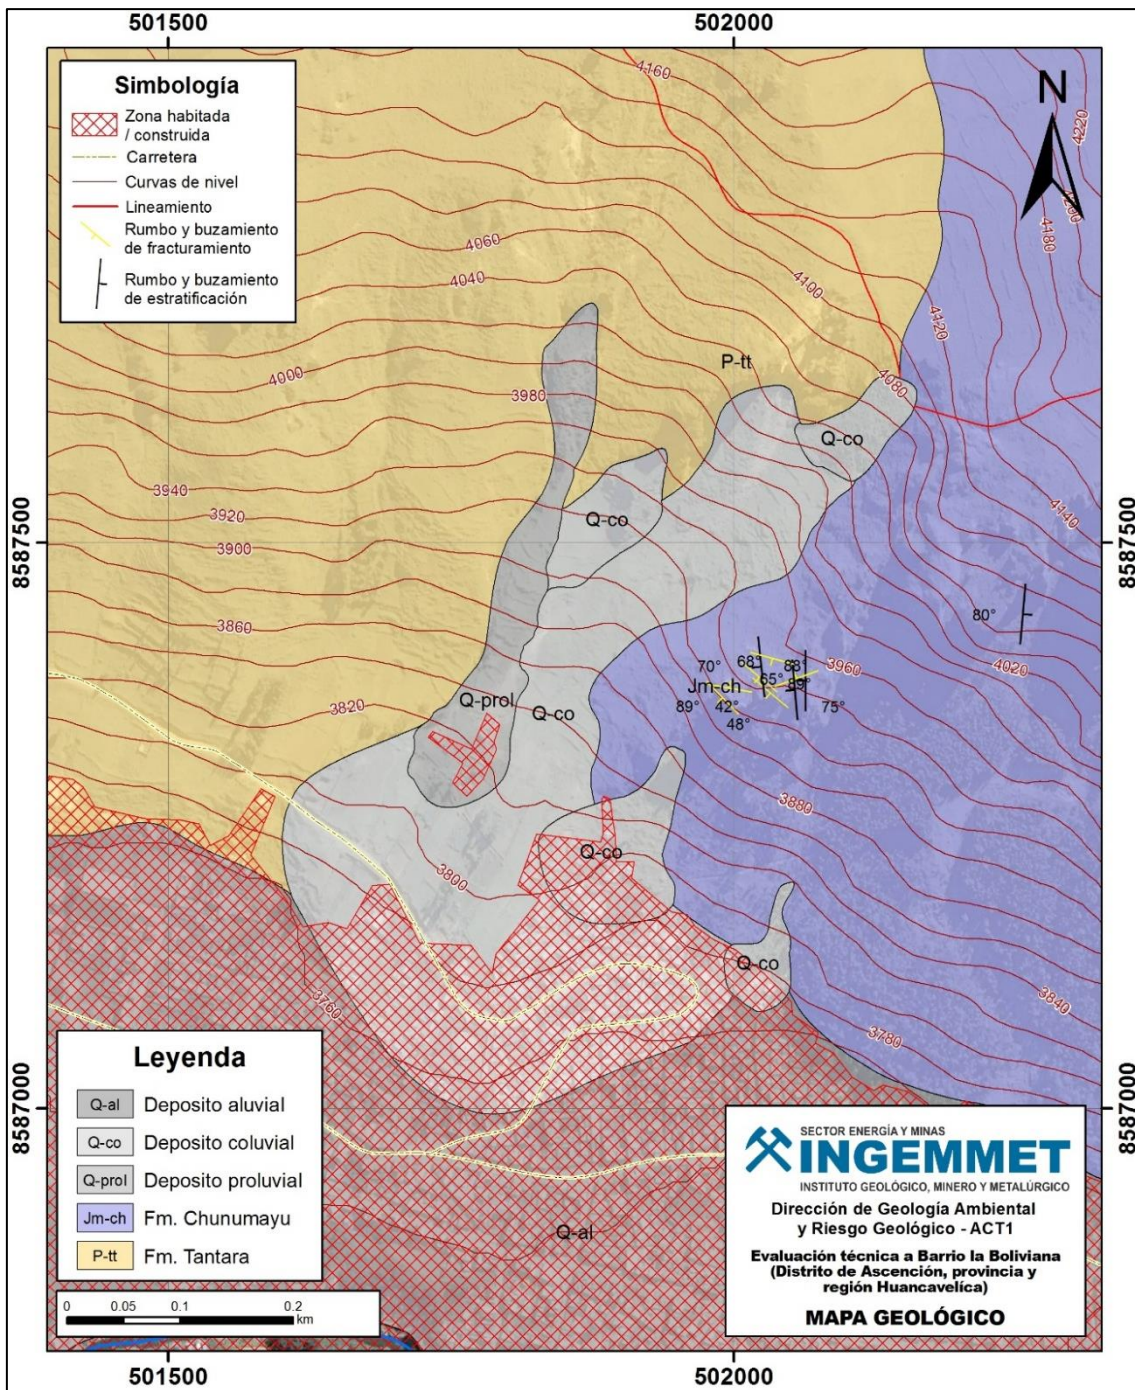 501500
502000
Simbología
Zona habitada
/ construida
Carretera
Curvas de nivel
Lineamiento
Rumbo y buzamiento
de fracturamiento
Rumbo y buzamiento
de estratificación
N
4160
4220
4200
4180
4060
4040
4100
4120
P-tt
4000
3980
4080
Q-co
3940
3920
3900
Q-co
4140
8587500
8587500
3860
80°
3820
Q-prol
Q-co
70°
68°
88°
65°
89°
3960
4020
Jm-ch
89°
42°
48°
75°
3880
Q-co
3800
Q-co
3760
3840
3780
8587000
8587000
Leyenda
Q-al Deposito aluvial
Q-co Deposito coluvial
Q-prol Deposito proluvial
Jm-ch Fm. Chunumayu
P-tt Fm. Tantara
Q-al
0 0.05 0.1 0.2
km
SECTOR ENERGÍA Y MINAS
INGEMMET
INSTITUTO GEOLÓGICO, MINERO Y METALÚRGICO
Dirección de Geología Ambiental
y Riesgo Geológico - ACT1
Evaluación técnica a Barrio la Boliviana
(Distrito de Ascención, provincia y
región Huancavelíca)
MAPA GEOLÓGICO
501500
502000